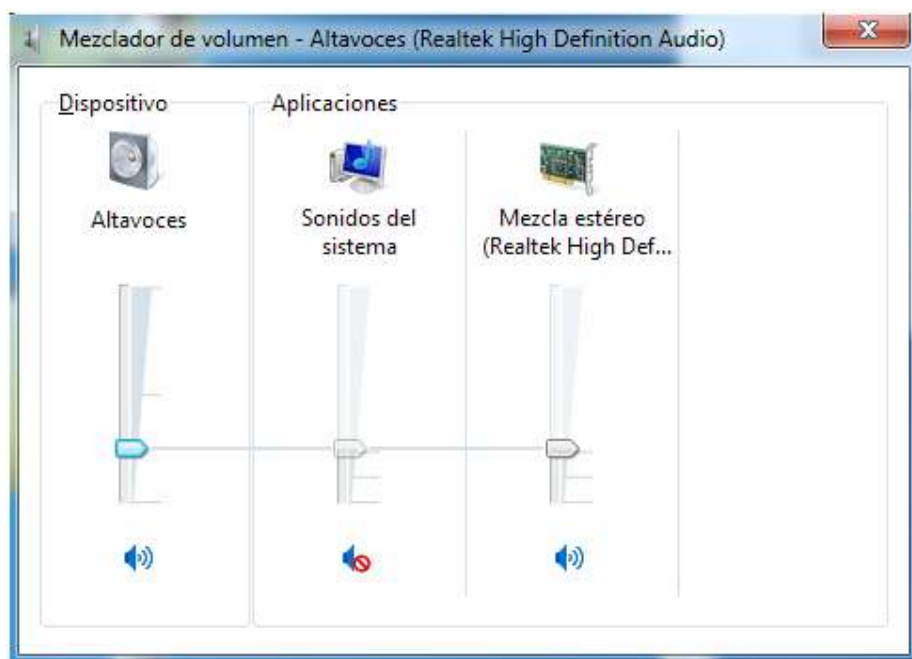 Mezclador de volumen - Altavoces (Realtek High Definition Audio)
Dispositivo
Aplicaciones
Altavoces
Sonidos del
sistema
Mezcla estéreo
(Realtek High Def...